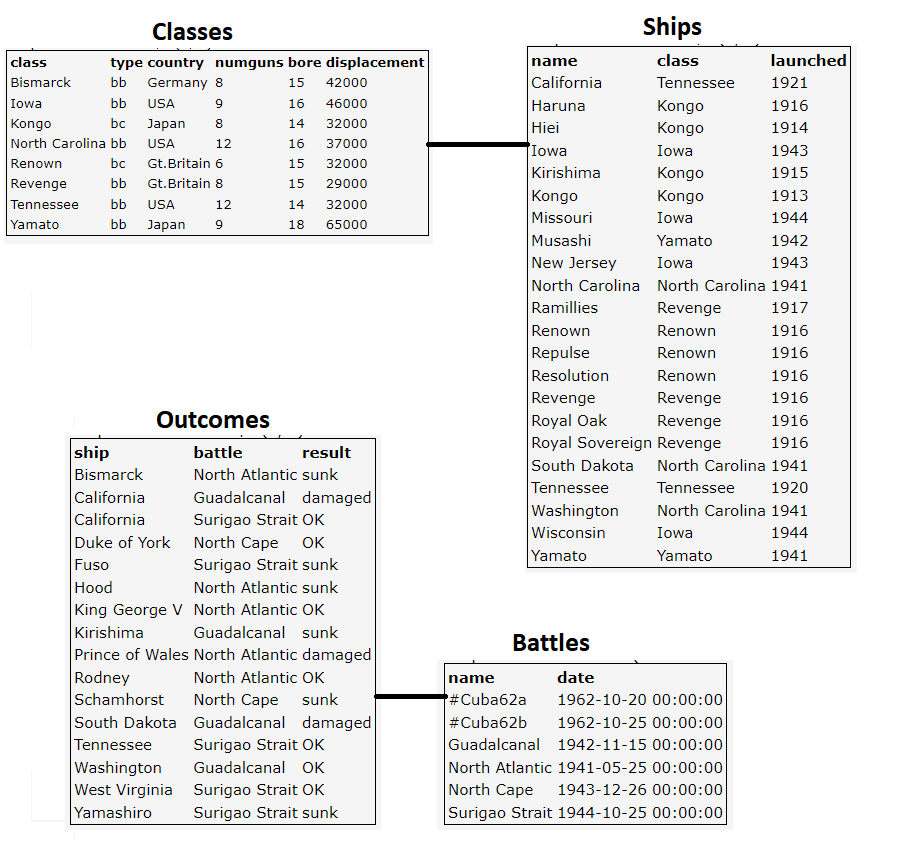 Classes
class type country numguns bore displacement
Bismarck bb Germany 8 15 42000
Iowa bb USA 9 16 46000
Kongo bc Japan 8 14 32000
North Carolina bb USA 12 16 37000
Renown bc Gt.Britain 6 15 32000
Revenge bb Gt.Britain 8 15 29000
Tennessee bb USA 12 14 32000
Yamato bb Japan 9 18 65000
Ships
name class launched
California Tennessee 1921
Haruna Kongo 1916
Hiei Kongo 1914
Iowa Iowa 1943
Kirishima Kongo 1915
Kongo Kongo 1913
Missouri Iowa 1944
Musashi Yamato 1942
New Jersey Iowa 1943
North Carolina North Carolina 1941
Ramillies Revenge 1917
Renown Renown 1916
Repulse Renown 1916
Resolution Renown 1916
Revenge Revenge 1916
Royal Oak Revenge 1916
Royal Sovereign Revenge 1916
South Dakota North Carolina 1941
Tennessee Tennessee 1920
Washington North Carolina 1941
Wisconsin Iowa 1944
Yamato Yamato 1941
Outcomes
ship battle result
Bismarck North Atlantic sunk
California Guadalcanal damaged
California Surigao Strait OK
Duke of York North Cape OK
Fuso Surigao Strait sunk
Hood North Atlantic sunk
King George V North Atlantic OK
Kirishima Guadalcanal sunk
Prince of Wales North Atlantic damaged
Rodney North Atlantic OK
Schamhorst North Cape sunk
South Dakota Guadalcanal damaged
Tennessee Surigao Strait OK
Washington Guadalcanal OK
West Virginia Surigao Strait OK
Yamashiro Surigao Strait sunk
Battles
name date
#Cuba62a 1962-10-20 00:00:00
#Cuba62b 1962-10-25 00:00:00
Guadalcanal 1942-11-15 00:00:00
North Atlantic 1941-05-25 00:00:00
North Cape 1943-12-26 00:00:00
Surigao Strait 1944-10-25 00:00:00